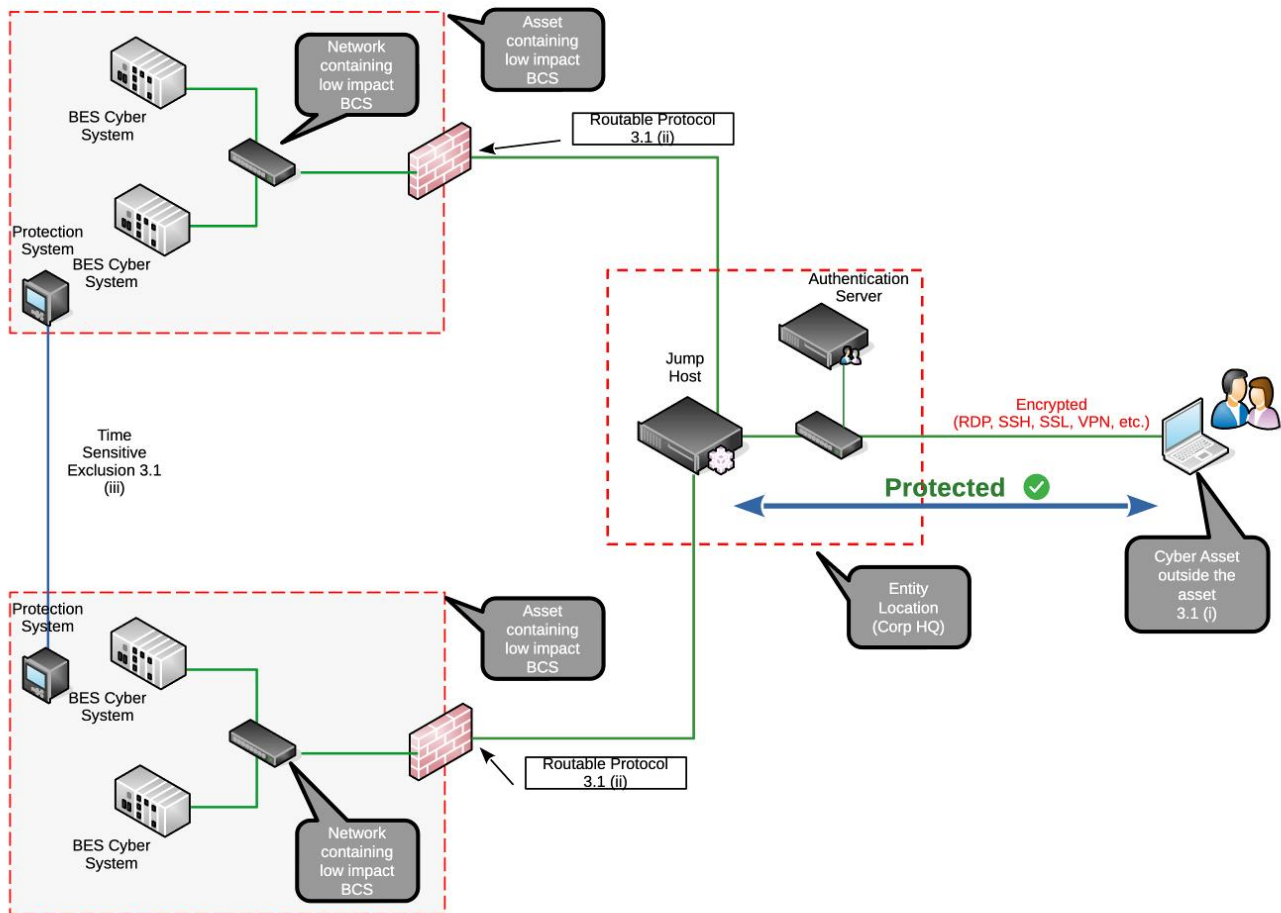 Asset
containing
low impact
BCS
Network
containing
low impact
BCS
BES Cyber
System
Routable Protocol
3.1 (ii)
Protection
System
BES Cyber
System
Authentication
Server
Jump
Host
Encrypted
(RDP, SSH, SSL, VPN, etc.)
Time
Sensitive
Exclusion 3.1
(iii)
Protected
Cyber Asset
outside the
asset
3.1 (i)
Entity
Location
(Corp HQ)
Protection
System
Asset
containing
low impact
BCS
BES Cyber
System
Routable Protocol
3.1 (ii)
BES Cyber
System
Network
containing
low impact
BCS